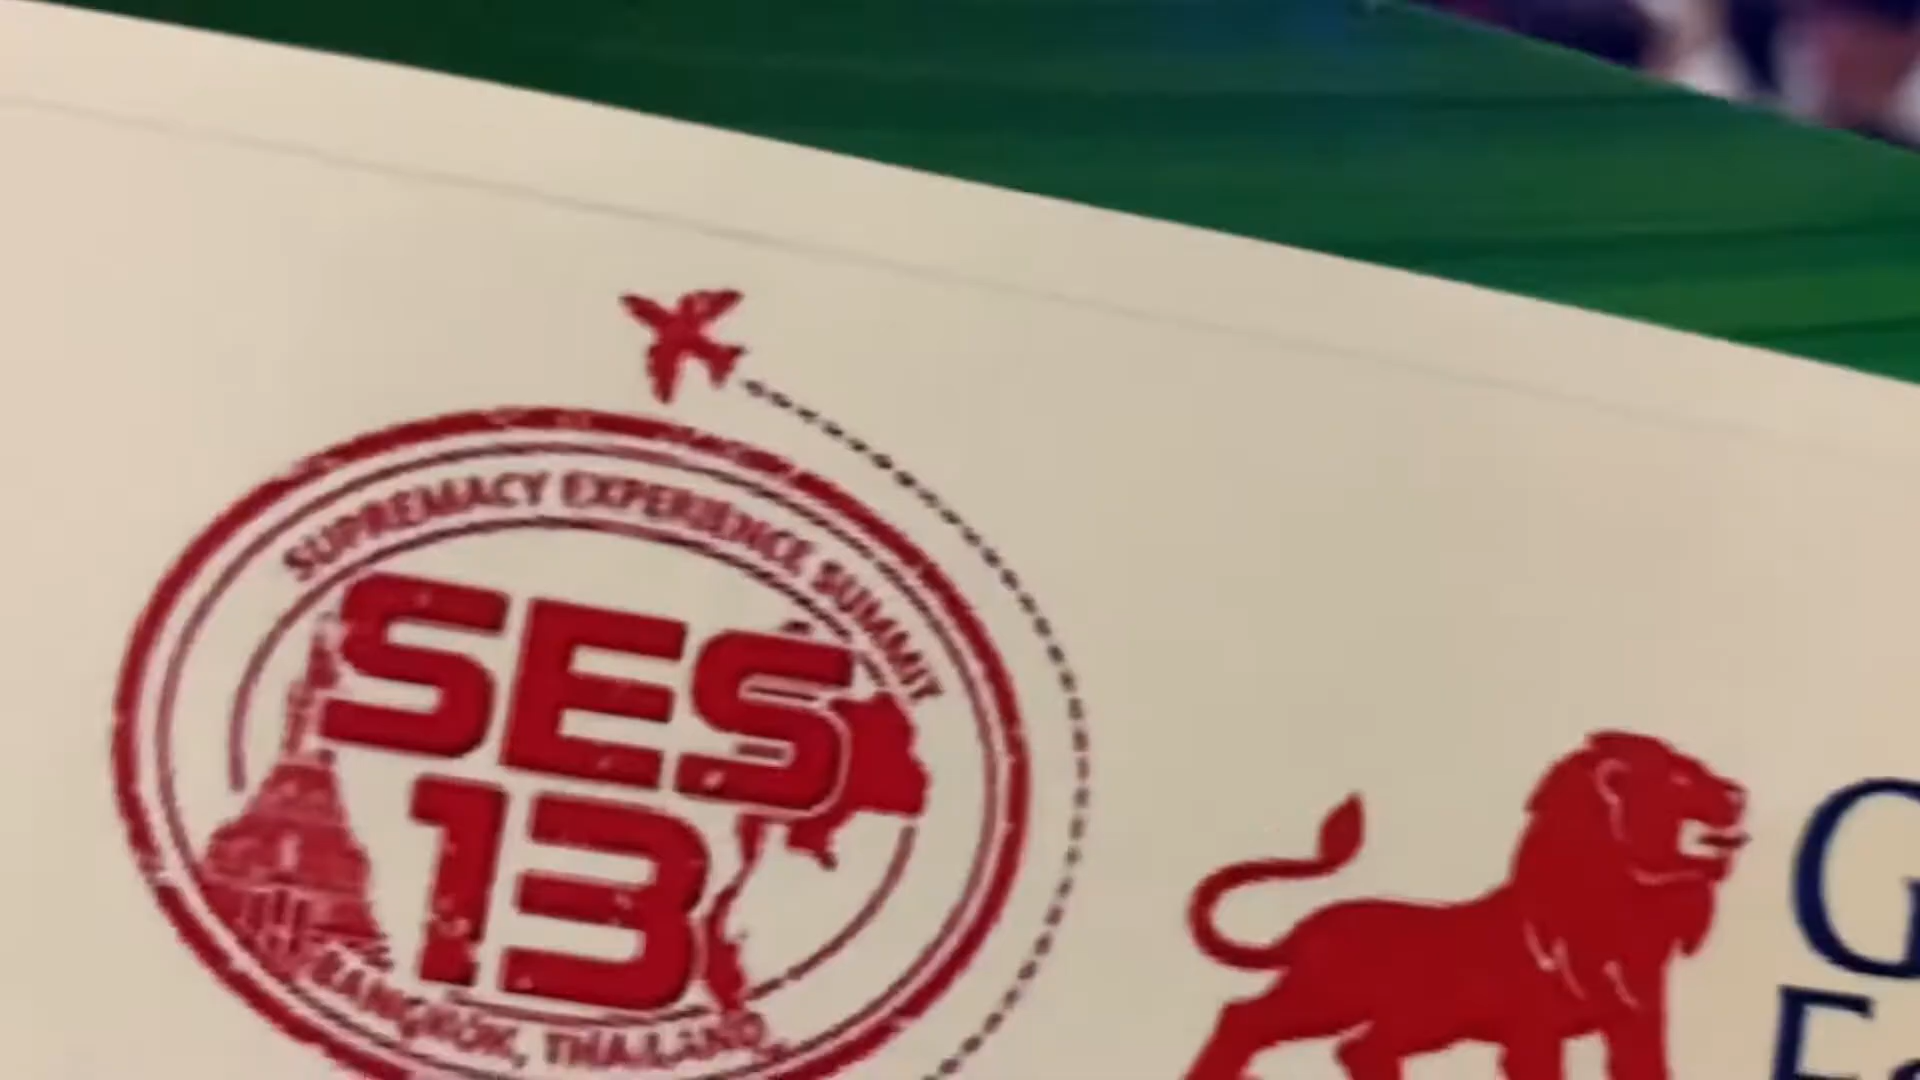 SUPREMACY EXPERIENCE SUMMIT
SES
13
BANGKOK, THAILAND
G